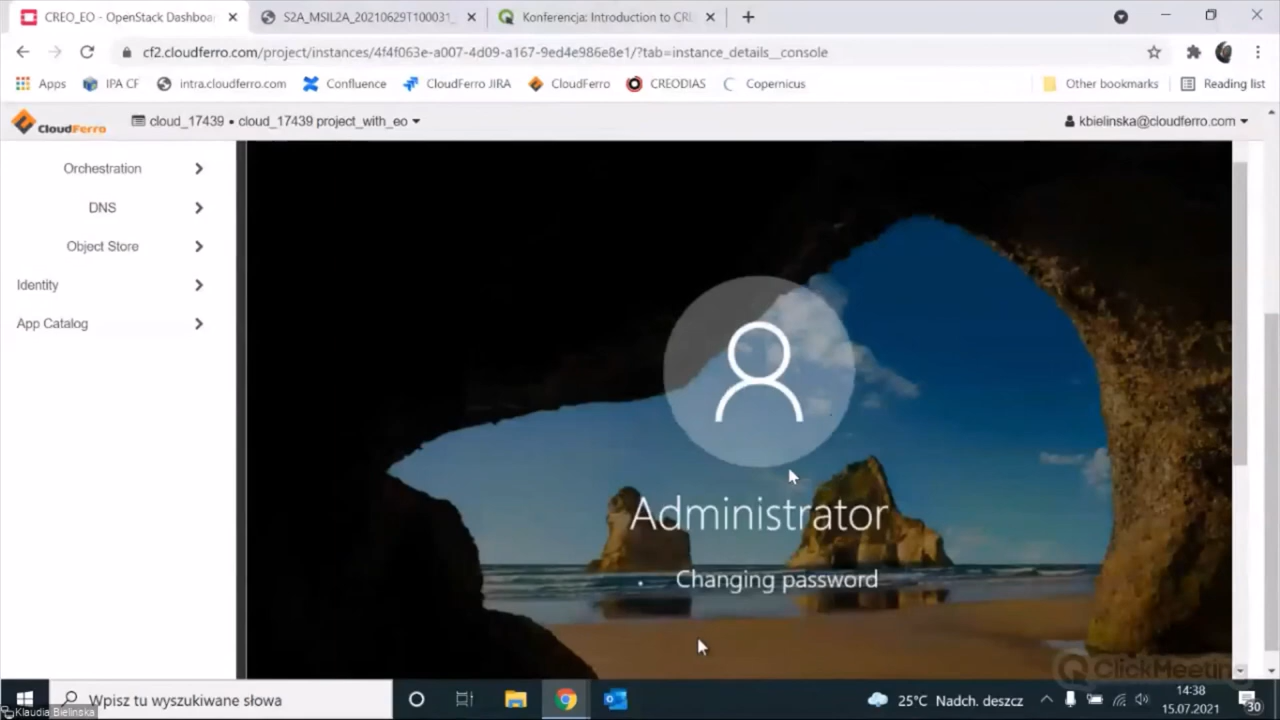 CREO_EO - OpenStack Dashboa
S2A_MSIL2A_20210629T100031_
Konferencja: Introduction to CRE
cf2.cloudferro.com/project/instances/4f4f063e-a007-4d09-a167-9ed4e986e8e1/?tab=instance_details__console
Apps
IPA CF
intra.cloudferro.com
Confluence
CloudFerro JIRA
CloudFerro
CREODIAS
Copernicus
Other bookmarks
Reading list
CloudFerro
cloud_17439 • cloud_17439 project_with_eo
kbielinska@cloudferro.com
Orchestration
DNS
Object Store
Identity
App Catalog
Administrator
Changing password
ClickMeeting
Wpisz tu wyszukiwane słowa
25°C Nadch. deszcz
14:38
15.07.2021
30
Klaudia Bielinska